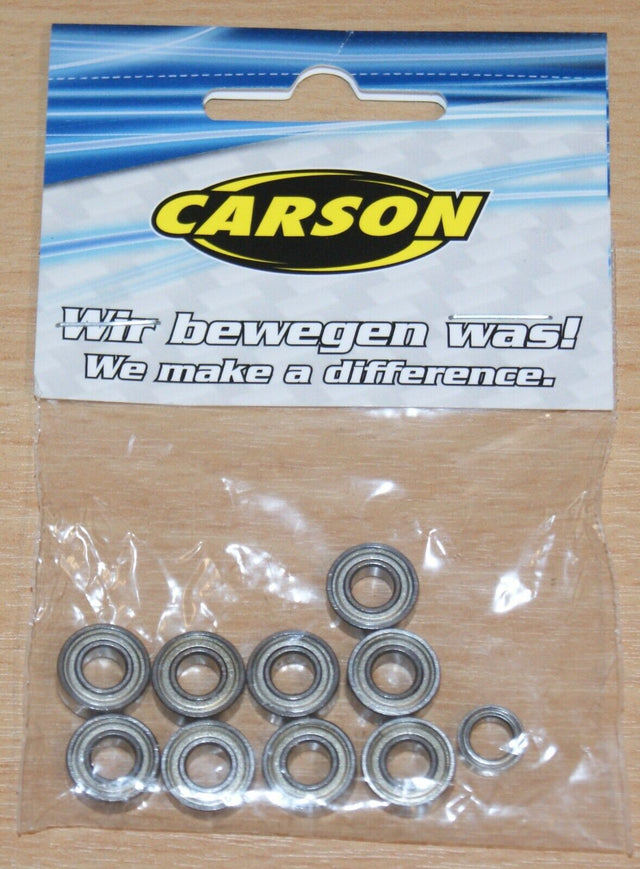 CARSON
Wir bewegen was!
We make a difference.